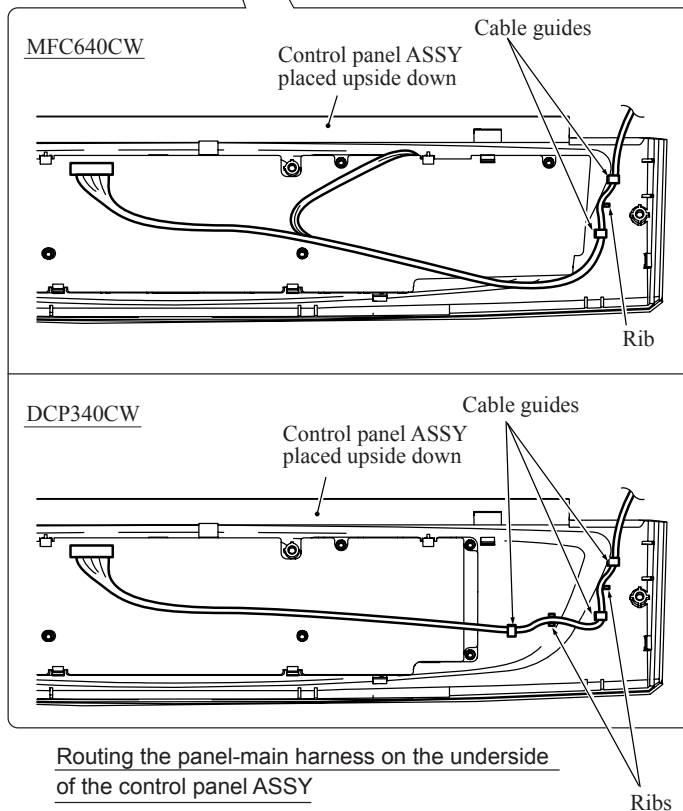 MFC640CW
Cable guides
Control panel ASSY
placed upside down
Rib
DCP340CW
Cable guides
Control panel ASSY
placed upside down
Ribs
Routing the panel-main harness on the underside
of the control panel ASSY